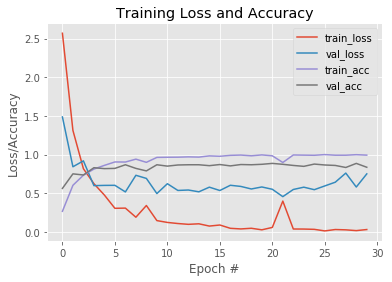 Training Loss and Accuracy
Loss/Accuracy
2.5
2.0
1.5
1.0
0.5
0.0
train_loss
val_loss
train_acc
val_acc
0 5 10 15 20 25 30
Epoch #